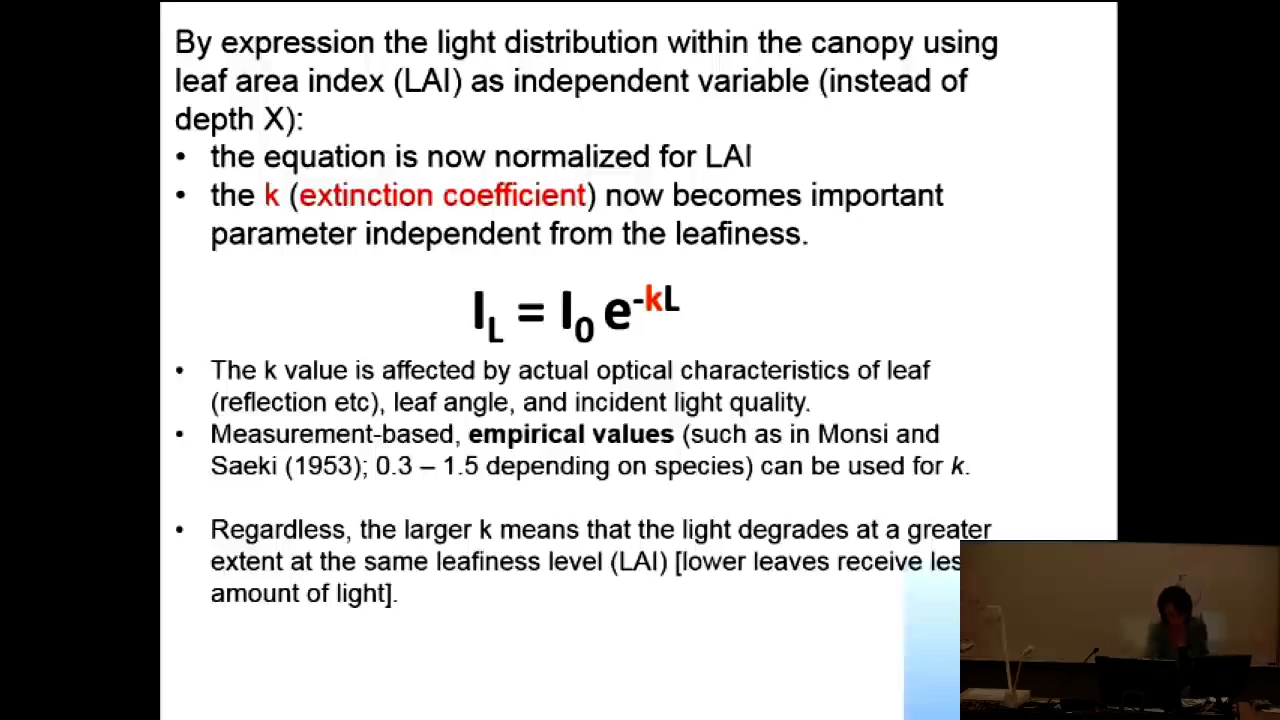 By expression the light distribution within the canopy using
leaf area index (LAI) as independent variable (instead of
depth X):
• the equation is now normalized for LAI
• the k (extinction coefficient) now becomes important
parameter independent from the leafiness.
I_L = I_0 e^-kL
• The k value is affected by actual optical characteristics of leaf
(reflection etc), leaf angle, and incident light quality.
• Measurement-based, empirical values (such as in Monsi and
Saeki (1953); 0.3 – 1.5 depending on species) can be used for k.
• Regardless, the larger k means that the light degrades at a greater
extent at the same leafiness level (LAI) [lower leaves receive les
amount of light].